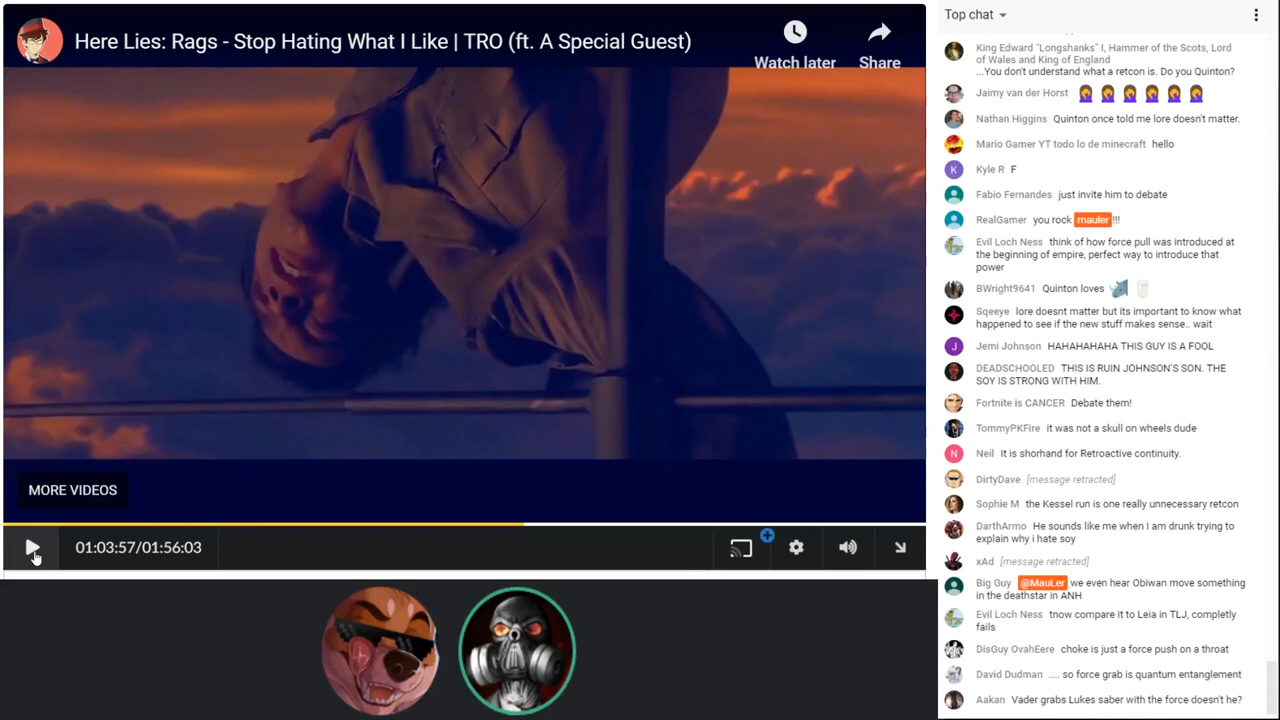 Here Lies: Rags - Stop Hating What I Like | TRO (ft. A Special Guest)
Watch later
Share
MORE VIDEOS
01:03:57/01:56:03
Top chat
King Edward "Longshanks" I, Hammer of the Scots, Lord
of Wales and King of England
...You don't understand what a retcon is. Do you Quinton?
Jaimy van der Horst
Nathan Higgins Quinton once told me lore doesn't matter.
Mario Gamer YT todo lo de minecraft hello
K
Kyle R F
Fabio Fernandes just invite him to debate
RealGamer you rock mauler!!!
Evil Loch Ness think of how force pull was introduced at
the beginning of empire, perfect way to introduce that
power
BWright9641 Quinton loves
Sqeeye lore doesnt matter but its important to know what
happened to see if the new stuff makes sense.. wait
J
Jemi Johnson HAHAHAHAHA THIS GUY IS A FOOL
DEADSCHOOLED THIS IS RUIN JOHNSON'S SON. THE
SOY IS STRONG WITH HIM.
Fortnite is CANCER Debate them!
TommyPKFire it was not a skull on wheels dude
N
Neil It is shorhand for Retroactive continuity.
DirtyDave [message retracted]
Sophie M the Kessel run is one really unnecessary retcon
DarthArmo He sounds like me when I am drunk trying to
explain why i hate soy
xAd [message retracted]
Big Guy @MauLer we even hear Obiwan move something
in the deathstar in ANH
Evil Loch Ness tnow compare it to Leia in TLJ, completly
fails
DisGuy OvahEere choke is just a force push on a throat
David Dudman .... so force grab is quantum entanglement
Aakan Vader grabs Lukes saber with the force doesn't he?